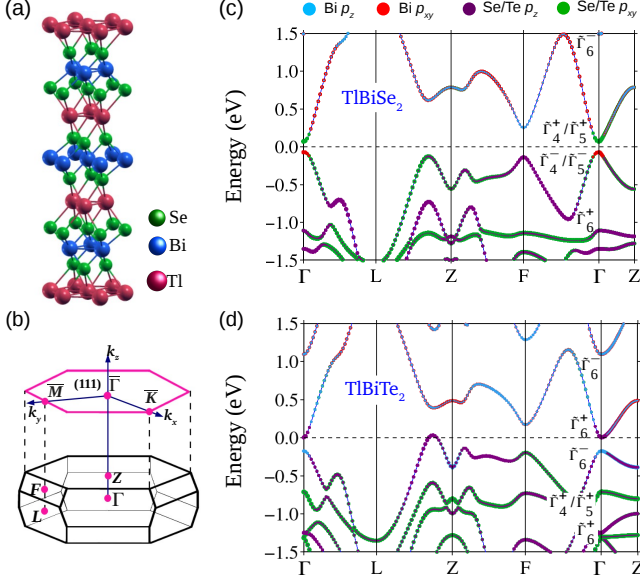 (a)
Se
Bi
Tl
(b)
k_z
(111)
M̅
Γ̅
K̅
k_y
k_x
Z
F
Γ
L
(c)
Bi p_z
Bi p_xy
Se/Te p_z
Se/Te p_xy
Energy (eV)
1.5
1.0
0.5
0.0
−0.5
−1.0
−1.5
TlBiSe₂
Γ̃₆⁻
Γ̃₄⁺/Γ̃₅⁺
Γ̃₄⁻/Γ̃₅⁻
Γ̃₆⁺
Γ L Z F Γ Z
(d)
Energy (eV)
1.5
1.0
0.5
0.0
−0.5
−1.0
−1.5
TlBiTe₂
Γ̃₆⁻
Γ̃₆⁺
Γ̃₆⁻
Γ̃₄⁺/Γ̃₅⁺
Γ̃₆⁺
Γ L Z F Γ Z